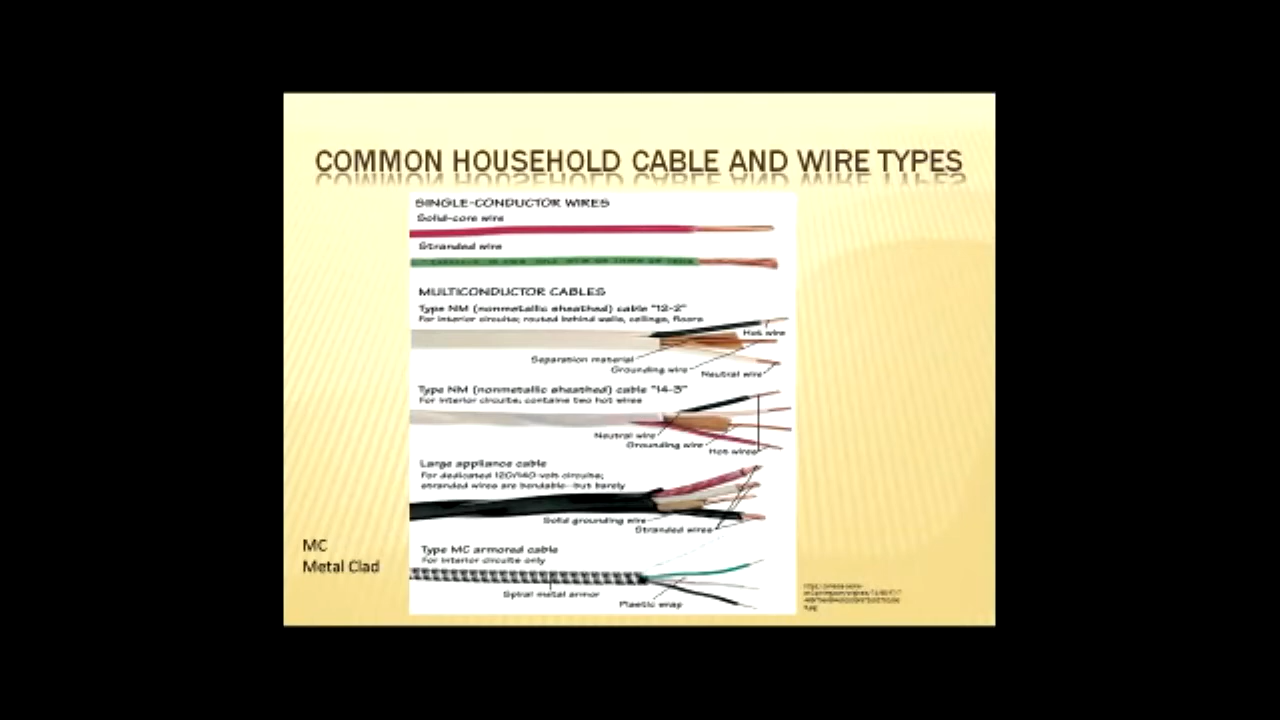 COMMON HOUSEHOLD CABLE AND WIRE TYPES
SINGLE-CONDUCTOR WIRES
Solid-core wire
Stranded wire
MULTICONDUCTOR CABLES
Type NM (nonmetallic sheathed) cable "12-2"
For interior circuits; routed behind walls, ceilings, floors
Hot wire
Separation material
Grounding wire
Neutral wire
Type NM (nonmetallic sheathed) cable "14-3"
For interior circuits; contains two hot wires
Neutral wire
Grounding wire
Hot wires
Large appliance cable
For dedicated 120/140-volt circuits;
stranded wires are bendable—but barely
Solid grounding wire
Stranded wires
MC
Metal Clad
Type MC armored cable
For interior circuits only
Spiral metal armor
Plastic wrap